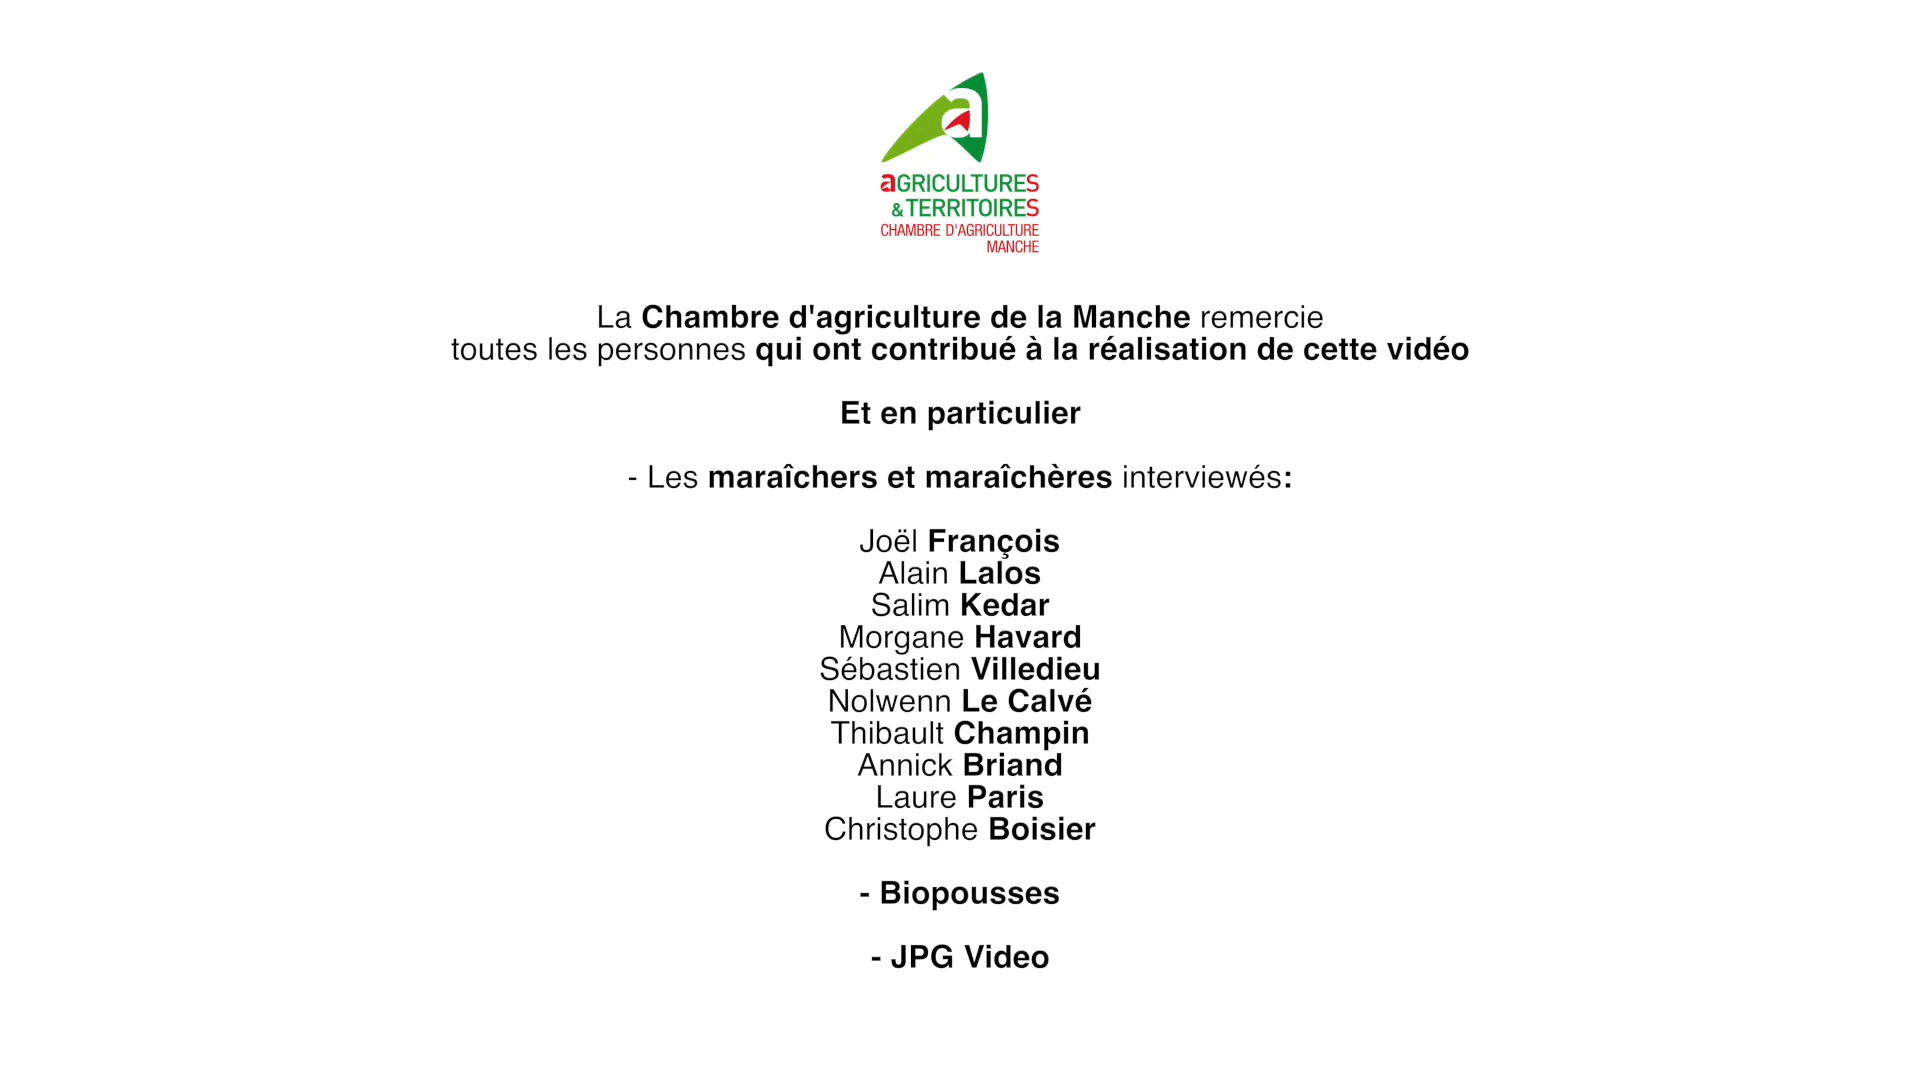 a
aGRICULTURES
& TERRITOIRES
CHAMBRE D'AGRICULTURE
MANCHE
La Chambre d'agriculture de la Manche remercie
toutes les personnes qui ont contribué à la réalisation de cette vidéo
Et en particulier
- Les maraîchers et maraîchères interviewés:
Joël François
Alain Lalos
Salim Kedar
Morgane Havard
Sébastien Villedieu
Nolwenn Le Calvé
Thibault Champin
Annick Briand
Laure Paris
Christophe Boisier
- Biopousses
- JPG Video